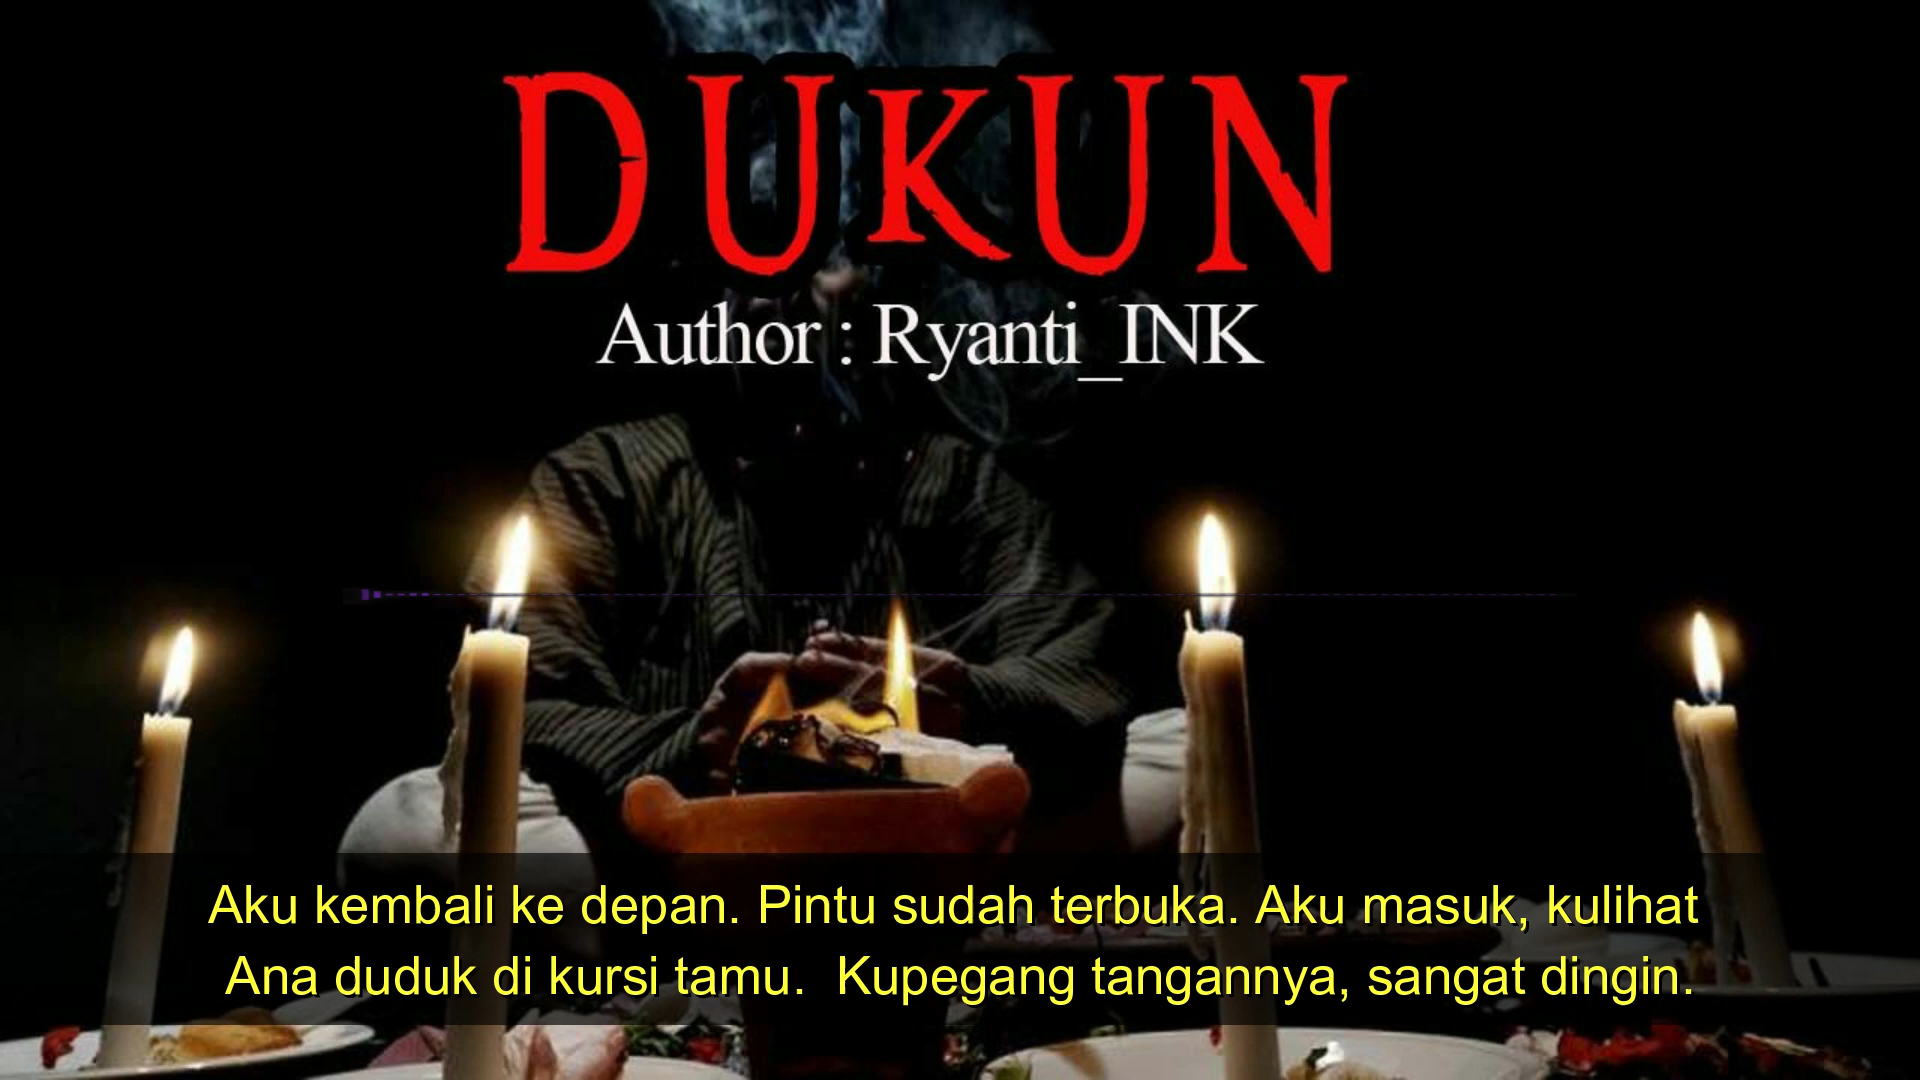 DUKUN
Author : Ryanti_INK
Aku kembali ke depan. Pintu sudah terbuka. Aku masuk, kulihat
Ana duduk di kursi tamu.  Kupegang tangannya, sangat dingin.